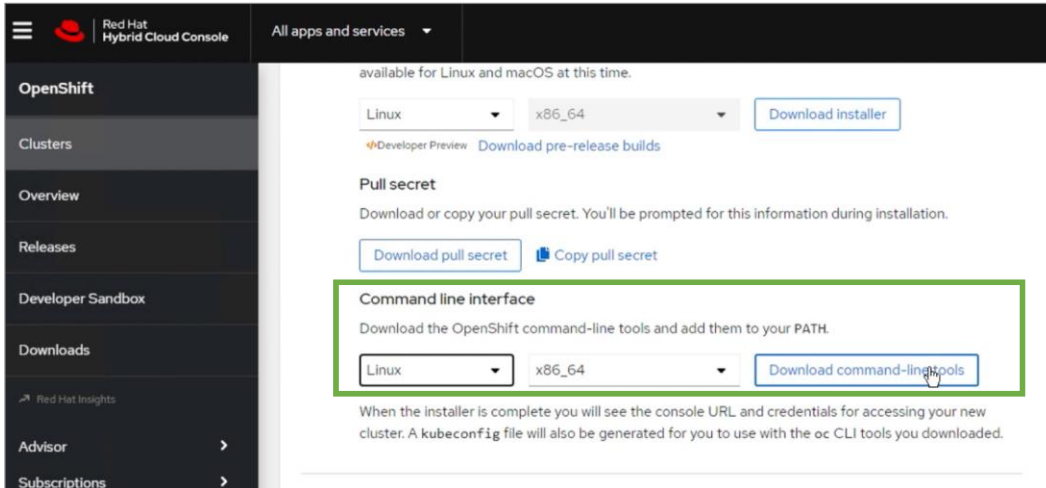 Red Hat
Hybrid Cloud Console
All apps and services
OpenShift
Clusters
Overview
Releases
Developer Sandbox
Downloads
Red Hat Insights
Advisor
Subscriptions
available for Linux and macOS at this time.
Linux
x86_64
Download installer
Developer Preview Download pre-release builds
Pull secret
Download or copy your pull secret. You'll be prompted for this information during installation.
Download pull secret
Copy pull secret
Command line interface
Download the OpenShift command-line tools and add them to your PATH.
Linux
x86_64
Download command-line tools
When the installer is complete you will see the console URL and credentials for accessing your new
cluster. A kubeconfig file will also be generated for you to use with the oc CLI tools you downloaded.